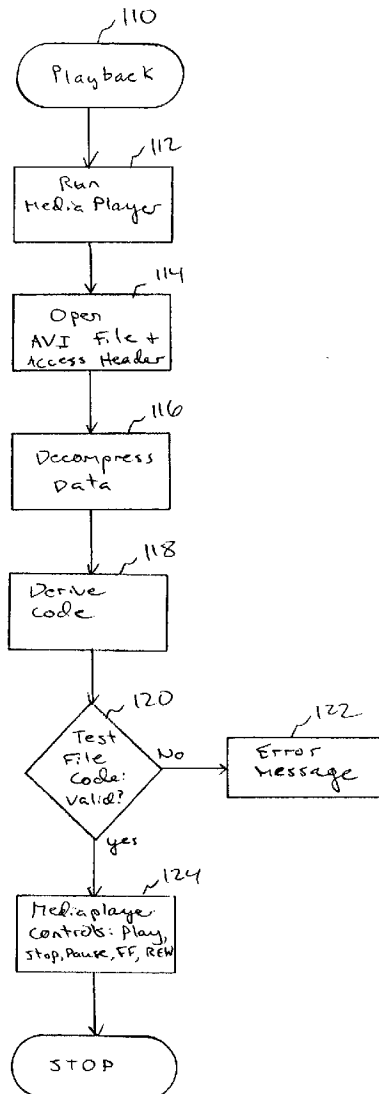 110
Playback
112
Run
Media Player
114
Open
AVI File +
Access Header
116
Decompress
Data
118
Derive
Code
120
Test
File
Code:
Valid?
No
122
Error
Message
yes
124
Mediaplayer
controls: Play,
Stop, Pause, FF, REW
STOP